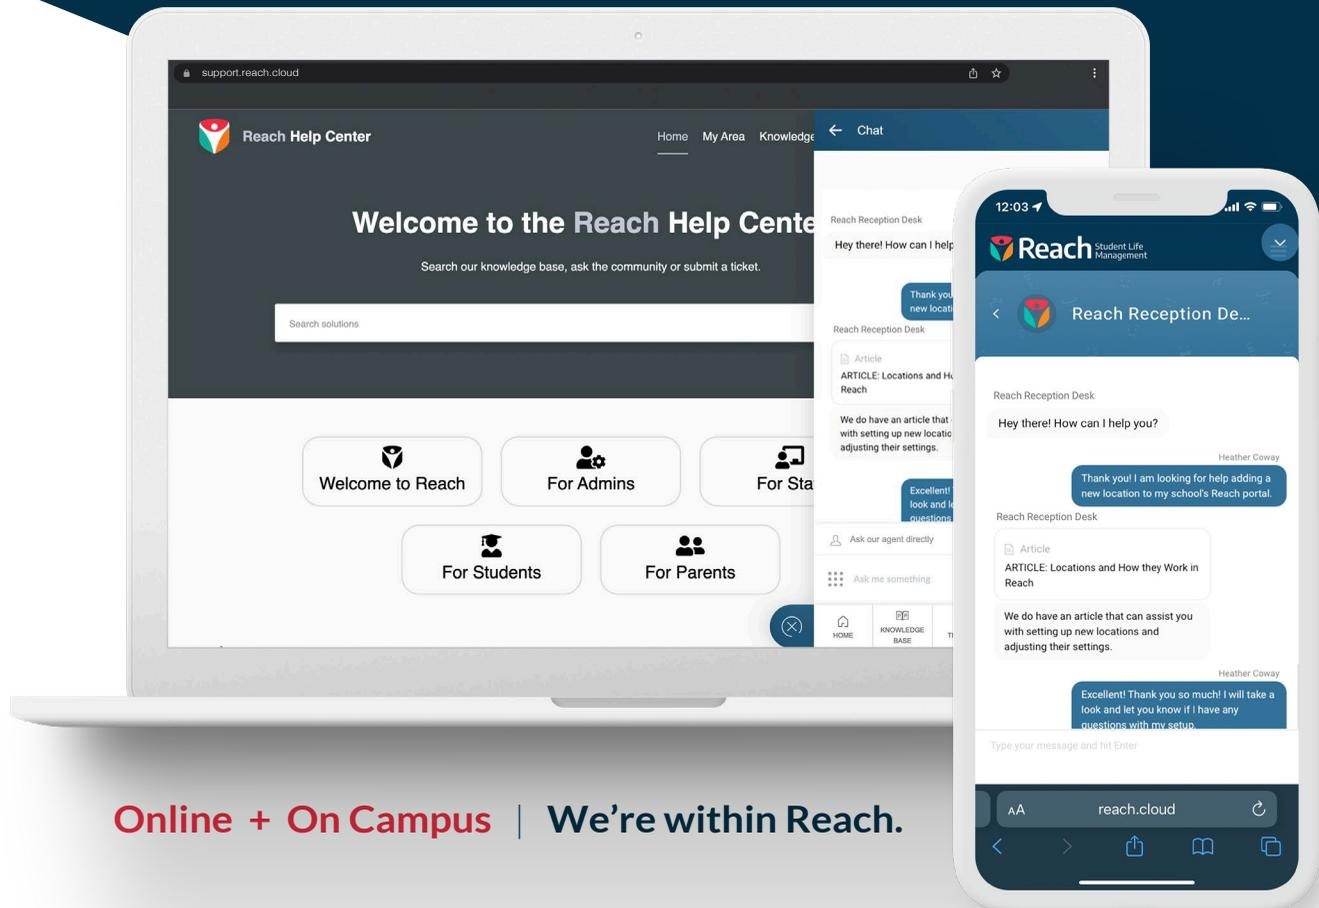 support.reach.cloud
Reach Help Center
Home My Area Knowledge
Welcome to the Reach Help Cente
Search our knowledge base, ask the community or submit a ticket.
Search solutions
Welcome to Reach
For Admins
For Sta
For Students
For Parents
Chat
Reach Reception Desk
Hey there! How can I help
Thank you
new locati
Reach Reception Desk
Article
ARTICLE: Locations and H
Reach
We do have an article that
with setting up new locatio
adjusting their settings.
Excellent!
look and le
questions
Ask our agent directly
Ask me something
HOME
KNOWLEDGE
BASE
12:03
Reach Student Life
Management
Reach Reception De...
Reach Reception Desk
Hey there! How can I help you?
Heather Coway
Thank you! I am looking for help adding a
new location to my school's Reach portal.
Reach Reception Desk
Article
ARTICLE: Locations and How they Work in
Reach
We do have an article that can assist you
with setting up new locations and
adjusting their settings.
Heather Coway
Excellent! Thank you so much! I will take a
look and let you know if I have any
questions with my setup.
Type your message and hit Enter
AA reach.cloud
Online + On Campus | We’re within Reach.